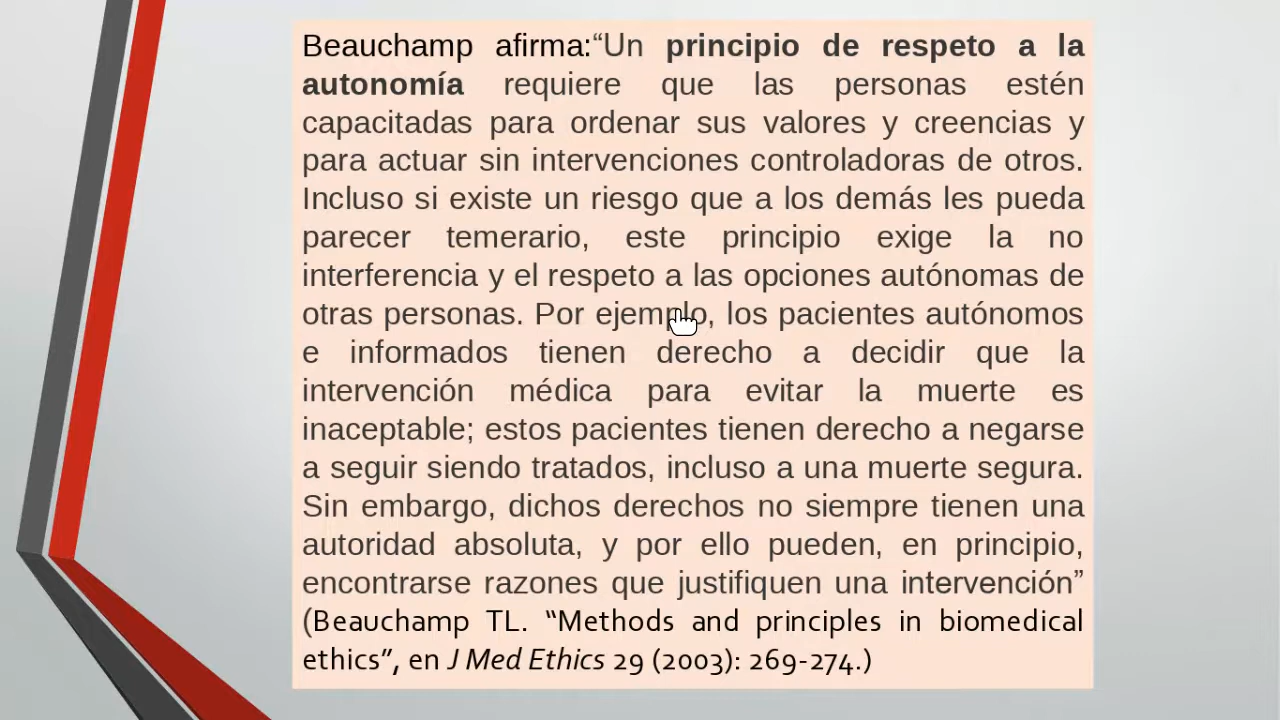 Beauchamp afirma:“Un principio de respeto a la
autonomía requiere que las personas estén
capacitadas para ordenar sus valores y creencias y
para actuar sin intervenciones controladoras de otros.
Incluso si existe un riesgo que a los demás les pueda
parecer temerario, este principio exige la no
interferencia y el respeto a las opciones autónomas de
otras personas. Por ejemplo, los pacientes autónomos
e informados tienen derecho a decidir que la
intervención médica para evitar la muerte es
inaceptable; estos pacientes tienen derecho a negarse
a seguir siendo tratados, incluso a una muerte segura.
Sin embargo, dichos derechos no siempre tienen una
autoridad absoluta, y por ello pueden, en principio,
encontrarse razones que justifiquen una intervención”
(Beauchamp TL. “Methods and principles in biomedical
ethics”, en J Med Ethics 29 (2003): 269-274.)